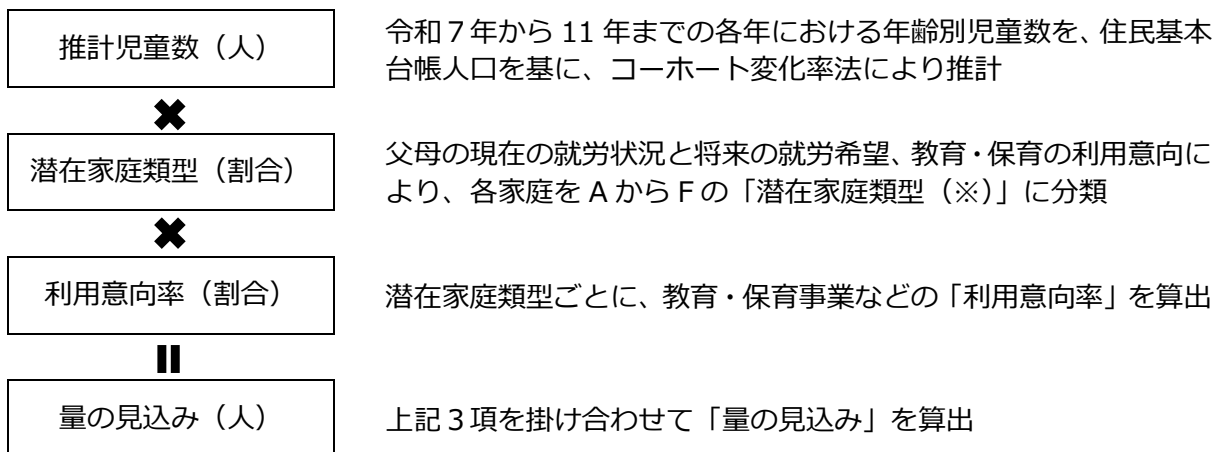 推計児童数（人）
令和７年から 11 年までの各年における年齢別児童数を、住民基本
台帳人口を基に、コーホート変化率法により推計
✖
潜在家庭類型（割合）
父母の現在の就労状況と将来の就労希望、教育・保育の利用意向に
より、各家庭を A から F の「潜在家庭類型（※）」に分類
✖
利用意向率（割合）
潜在家庭類型ごとに、教育・保育事業などの「利用意向率」を算出
＝
量の見込み（人）
上記３項を掛け合わせて「量の見込み」を算出